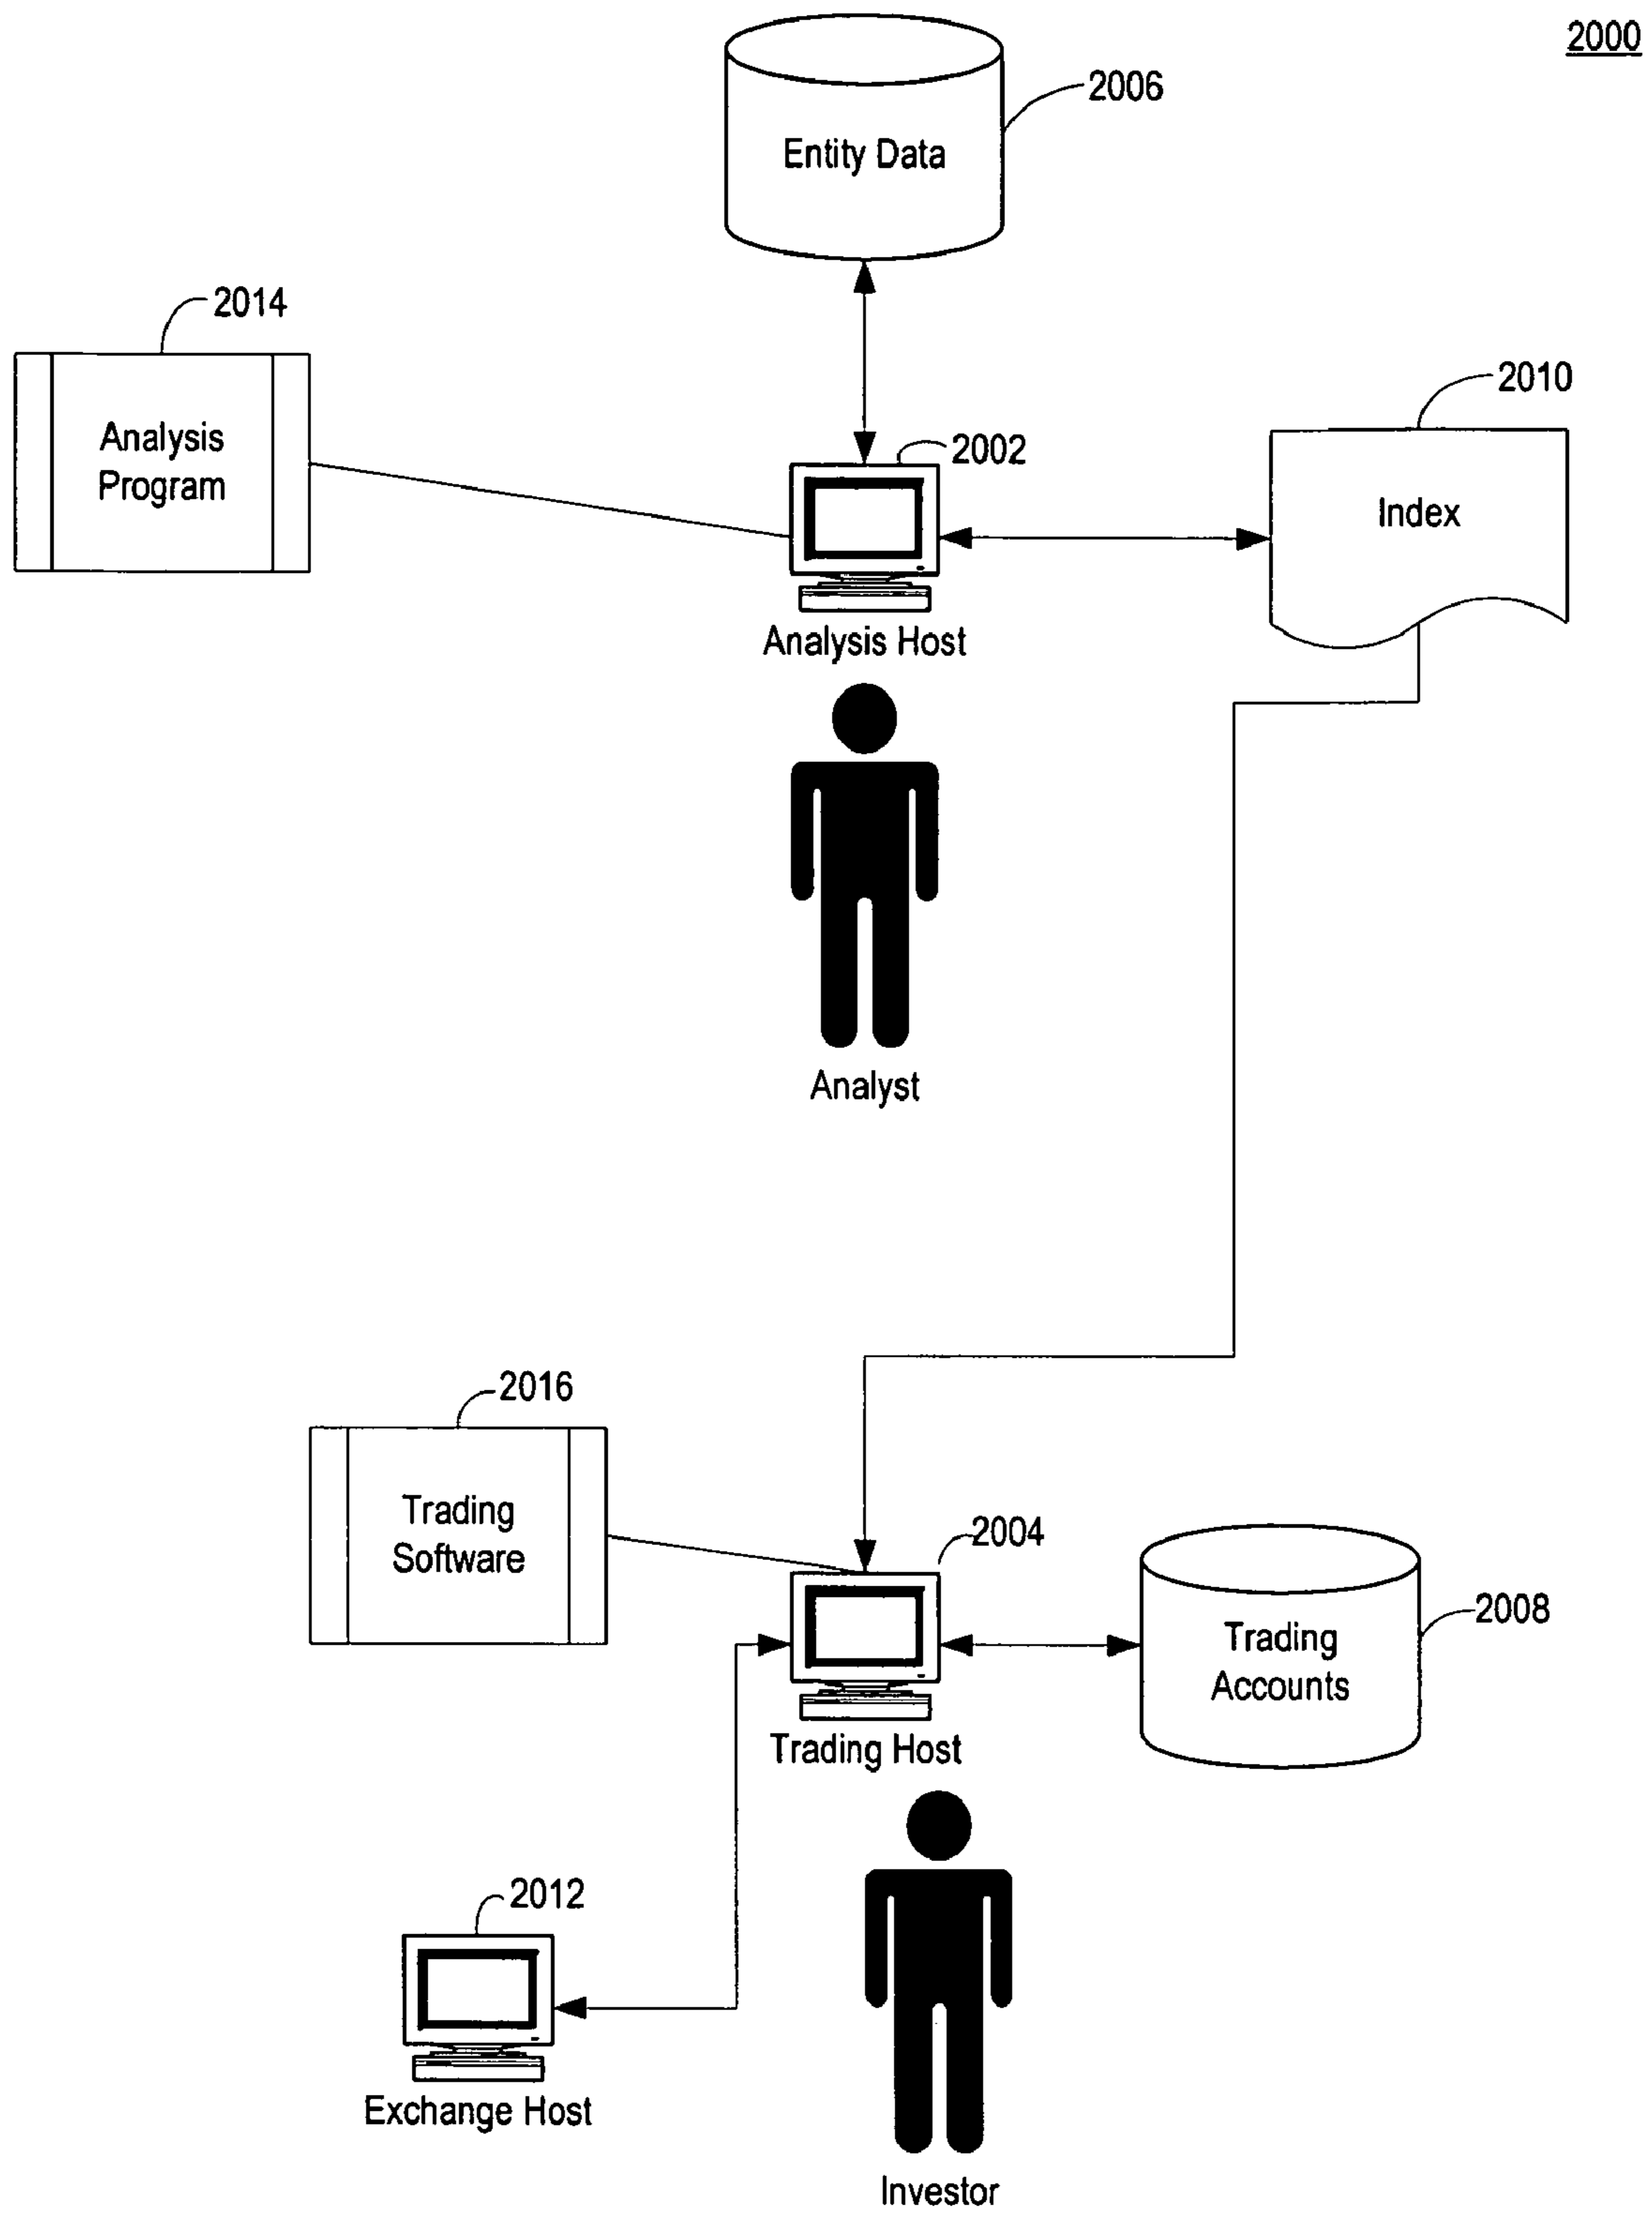 2000
2006
Entity Data
2014
2010
Analysis
Program
2002
Index
Analysis Host
Analyst
2016
Trading
Software
2004
2008
Trading
Accounts
Trading Host
2012
Exchange Host
Investor